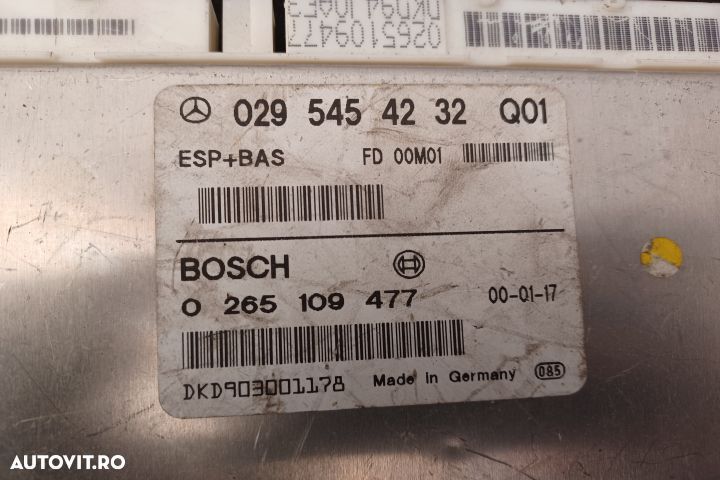 0265109477
029 545 42 32 Q01
ESP+BAS FD 00M01
BOSCH
0 265 109 477 00-01-17
DKD903001178 Made in Germany 085
AUTOVIT.RO